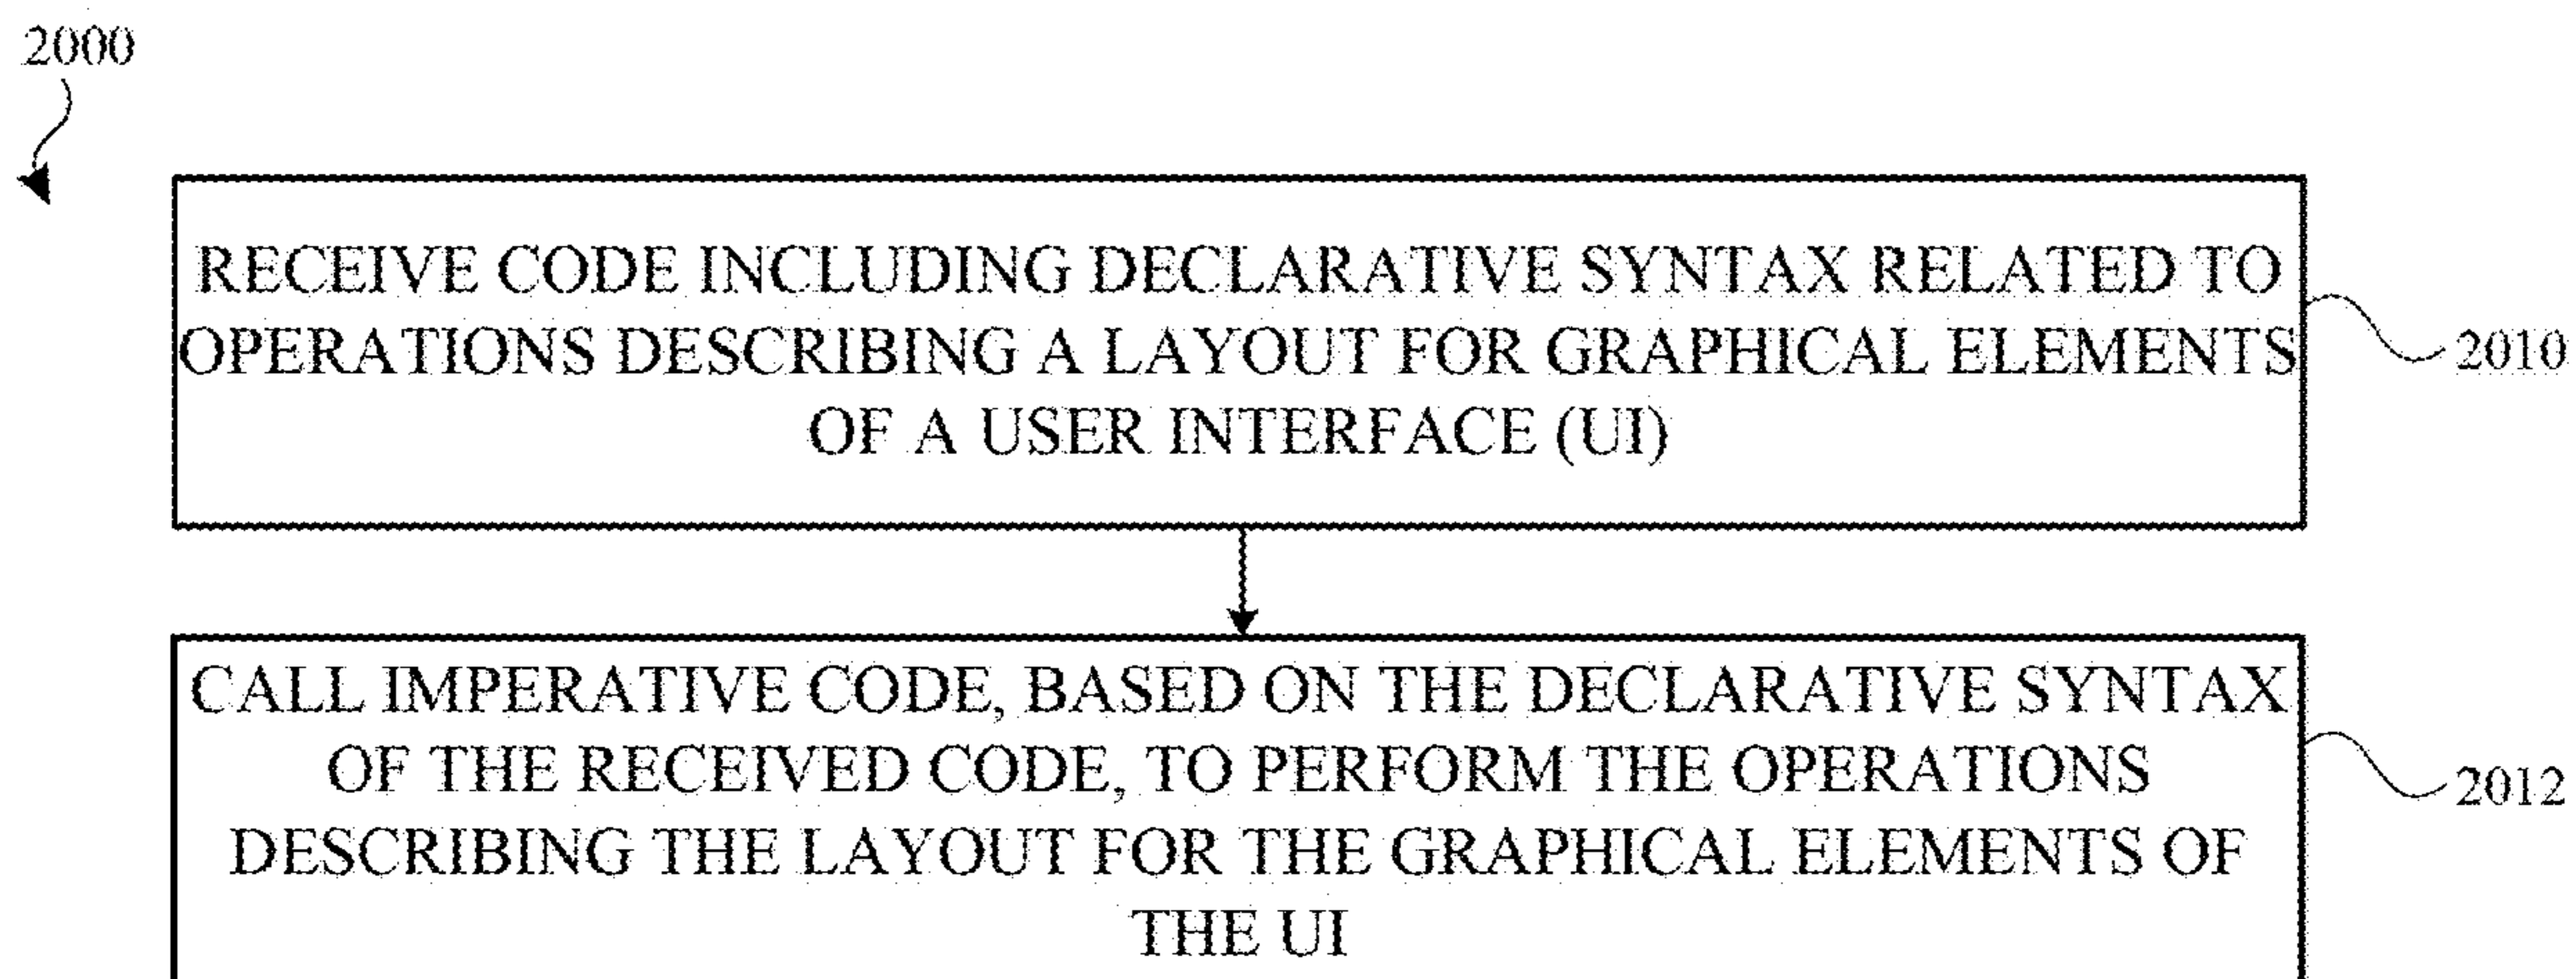 2000
RECEIVE CODE INCLUDING DECLARATIVE SYNTAX RELATED TO
OPERATIONS DESCRIBING A LAYOUT FOR GRAPHICAL ELEMENTS
OF A USER INTERFACE (UI)
2010
CALL IMPERATIVE CODE, BASED ON THE DECLARATIVE SYNTAX
OF THE RECEIVED CODE, TO PERFORM THE OPERATIONS
DESCRIBING THE LAYOUT FOR THE GRAPHICAL ELEMENTS OF
THE UI
2012